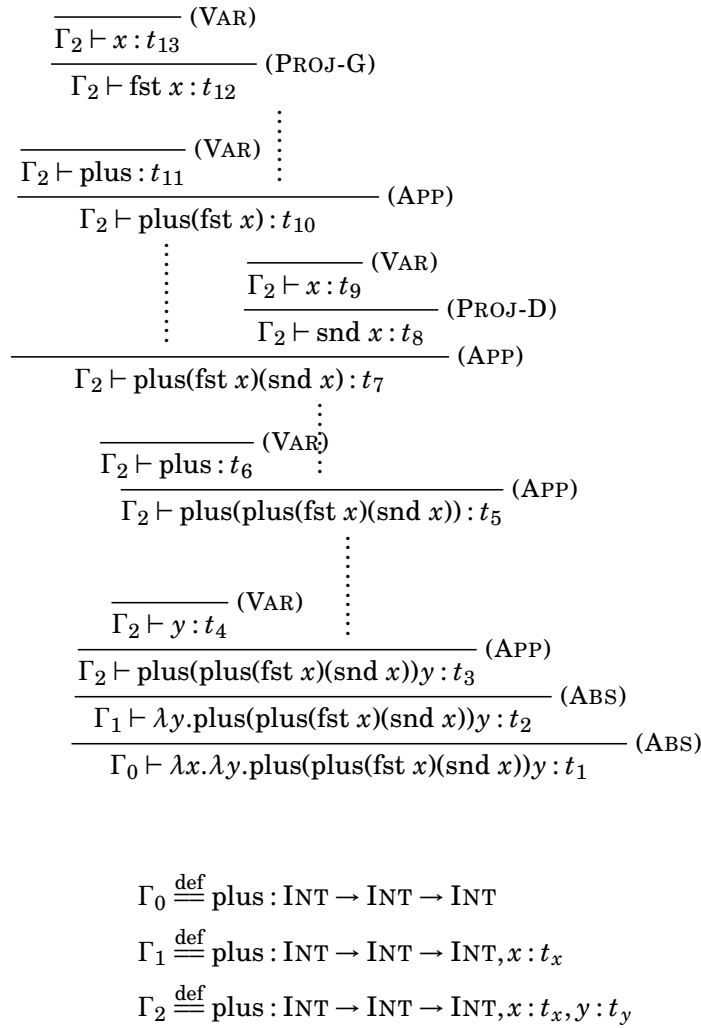 (VAR)
Γ₂ ⊢ x : t₁₃
(PROJ-G)
Γ₂ ⊢ fst x : t₁₂
(VAR)
Γ₂ ⊢ plus : t₁₁
(APP)
Γ₂ ⊢ plus(fst x) : t₁₀
(VAR)
Γ₂ ⊢ x : t₉
(PROJ-D)
Γ₂ ⊢ snd x : t₈
(APP)
Γ₂ ⊢ plus(fst x)(snd x) : t₇
(VAR)
Γ₂ ⊢ plus : t₆
(APP)
Γ₂ ⊢ plus(plus(fst x)(snd x)) : t₅
(VAR)
Γ₂ ⊢ y : t₄
(APP)
Γ₂ ⊢ plus(plus(fst x)(snd x))y : t₃
(ABS)
Γ₁ ⊢ λy.plus(plus(fst x)(snd x))y : t₂
(ABS)
Γ₀ ⊢ λx.λy.plus(plus(fst x)(snd x))y : t₁
Γ₀ def== plus : INT → INT → INT
Γ₁ def== plus : INT → INT → INT, x : tₓ
Γ₂ def== plus : INT → INT → INT, x : tₓ, y : t_y